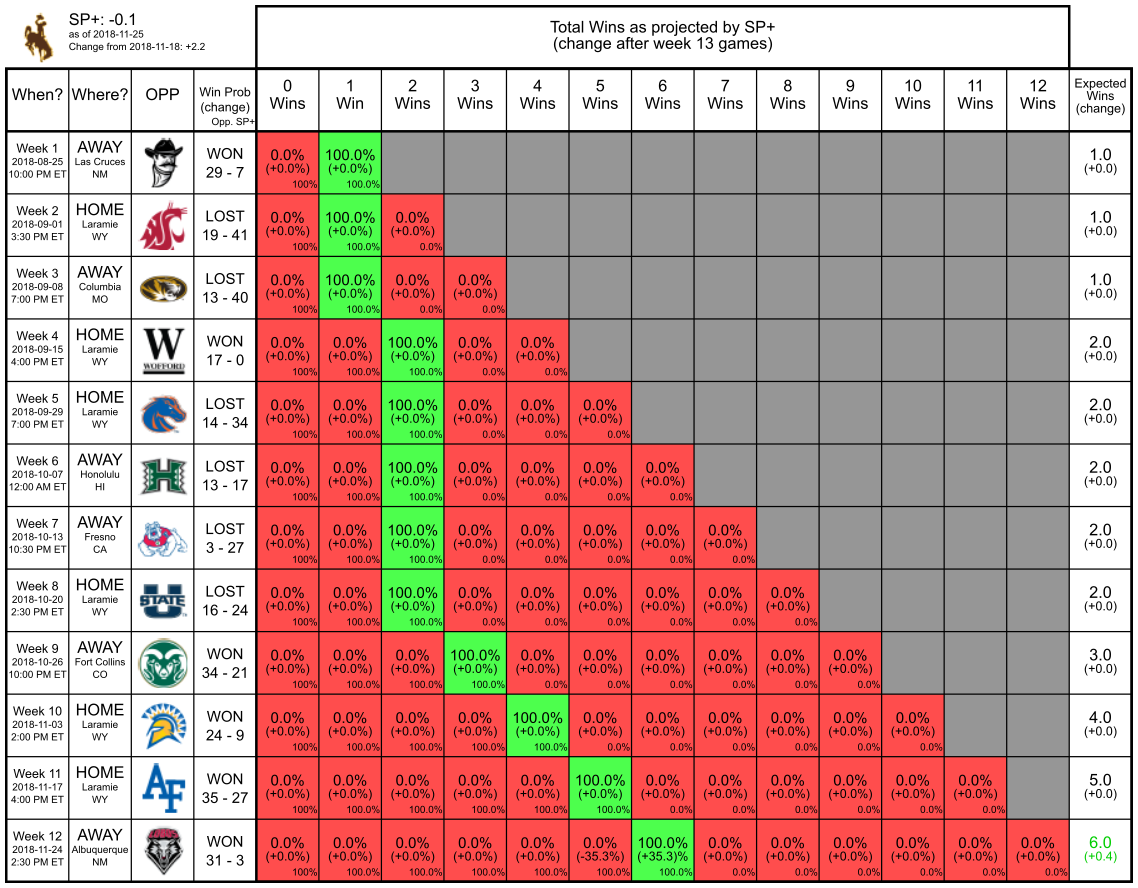 SP+: -0.1
as of 2018-11-25
Change from 2018-11-18: +2.2
Total Wins as projected by SP+
(change after week 13 games)
When? Where? OPP Win Prob (change) Opp. SP+ 0 Wins 1 Win 2 Wins 3 Wins 4 Wins 5 Wins 6 Wins 7 Wins 8 Wins 9 Wins 10 Wins 11 Wins 12 Wins Expected Wins (change)
Week 1 AWAY WON 0.0% 100.0% 1.0
2018-08-25 Las Cruces 29 - 7 (+0.0%) (+0.0%) (+0.0)
10:00 PM ET NM 100% 100.0%
Week 2 HOME LOST 0.0% 100.0% 0.0% 1.0
2018-09-01 Laramie 19 - 41 (+0.0%) (+0.0%) (+0.0%) (+0.0)
3:30 PM ET WY 100% 100.0% 0.0%
Week 3 AWAY LOST 0.0% 100.0% 0.0% 0.0% 1.0
2018-09-08 Columbia 13 - 40 (+0.0%) (+0.0%) (+0.0%) (+0.0%) (+0.0)
7:00 PM ET MO 100% 100.0% 0.0% 0.0%
Week 4 HOME W WON 0.0% 0.0% 100.0% 0.0% 0.0% 2.0
2018-09-15 Laramie 17 - 0 (+0.0%) (+0.0%) (+0.0%) (+0.0%) (+0.0%) (+0.0)
4:00 PM ET WY WOFFORD 100% 100.0% 100.0% 0.0% 0.0%
Week 5 HOME LOST 0.0% 0.0% 100.0% 0.0% 0.0% 0.0% 2.0
2018-09-29 Laramie 14 - 34 (+0.0%) (+0.0%) (+0.0%) (+0.0%) (+0.0%) (+0.0%) (+0.0)
7:00 PM ET WY 100% 100.0% 100.0% 0.0% 0.0% 0.0%
Week 6 AWAY H LOST 0.0% 0.0% 100.0% 0.0% 0.0% 0.0% 0.0% 2.0
2018-10-07 Honolulu 13 - 17 (+0.0%) (+0.0%) (+0.0%) (+0.0%) (+0.0%) (+0.0%) (+0.0%) (+0.0)
12:00 AM ET HI 100% 100.0% 100.0% 0.0% 0.0% 0.0% 0.0%
Week 7 AWAY LOST 0.0% 0.0% 100.0% 0.0% 0.0% 0.0% 0.0% 0.0% 2.0
2018-10-13 Fresno 3 - 27 (+0.0%) (+0.0%) (+0.0%) (+0.0%) (+0.0%) (+0.0%) (+0.0%) (+0.0%) (+0.0)
10:30 PM ET CA 100% 100.0% 100.0% 0.0% 0.0% 0.0% 0.0% 0.0%
Week 8 HOME U STATE LOST 0.0% 0.0% 100.0% 0.0% 0.0% 0.0% 0.0% 0.0% 0.0% 2.0
2018-10-20 Laramie 16 - 24 (+0.0%) (+0.0%) (+0.0%) (+0.0%) (+0.0%) (+0.0%) (+0.0%) (+0.0%) (+0.0%) (+0.0)
2:30 PM ET WY 100% 100.0% 100.0% 0.0% 0.0% 0.0% 0.0% 0.0% 0.0%
Week 9 AWAY WON 0.0% 0.0% 0.0% 100.0% 0.0% 0.0% 0.0% 0.0% 0.0% 0.0% 3.0
2018-10-26 Fort Collins 34 - 21 (+0.0%) (+0.0%) (+0.0%) (+0.0%) (+0.0%) (+0.0%) (+0.0%) (+0.0%) (+0.0%) (+0.0%) (+0.0)
10:00 PM ET CO 100% 100.0% 100.0% 100.0% 0.0% 0.0% 0.0% 0.0% 0.0% 0.0%
Week 10 HOME WON 0.0% 0.0% 0.0% 0.0% 100.0% 0.0% 0.0% 0.0% 0.0% 0.0% 0.0% 4.0
2018-11-03 Laramie 24 - 9 (+0.0%) (+0.0%) (+0.0%) (+0.0%) (+0.0%) (+0.0%) (+0.0%) (+0.0%) (+0.0%) (+0.0%) (+0.0%) (+0.0)
2:00 PM ET WY 100% 100.0% 100.0% 100.0% 100.0% 0.0% 0.0% 0.0% 0.0% 0.0% 0.0%
Week 11 HOME AF WON 0.0% 0.0% 0.0% 0.0% 0.0% 100.0% 0.0% 0.0% 0.0% 0.0% 0.0% 0.0% 5.0
2018-11-17 Laramie 35 - 27 (+0.0%) (+0.0%) (+0.0%) (+0.0%) (+0.0%) (+0.0%) (+0.0%) (+0.0%) (+0.0%) (+0.0%) (+0.0%) (+0.0%) (+0.0)
4:00 PM ET WY 100% 100.0% 100.0% 100.0% 100.0% 100.0% 0.0% 0.0% 0.0% 0.0% 0.0% 0.0%
Week 12 AWAY WON 0.0% 0.0% 0.0% 0.0% 0.0% 0.0% 100.0% 0.0% 0.0% 0.0% 0.0% 0.0% 0.0% 6.0
2018-11-24 Albuquerque 31 - 3 (+0.0%) (+0.0%) (+0.0%) (+0.0%) (+0.0%) (-35.3%) (+35.3)% (+0.0%) (+0.0%) (+0.0%) (+0.0%) (+0.0%) (+0.0%) (+0.4)
2:30 PM ET NM 100% 100.0% 100.0% 100.0% 100.0% 100.0% 100.0% 0.0% 0.0% 0.0% 0.0% 0.0% 0.0%